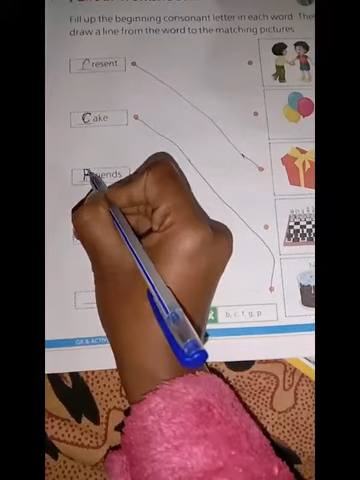 Fill up the beginning consonant letter in each word. The
draw a line from the word to the matching pictures.
Present
Cake
Friends
b, c, f, g, p